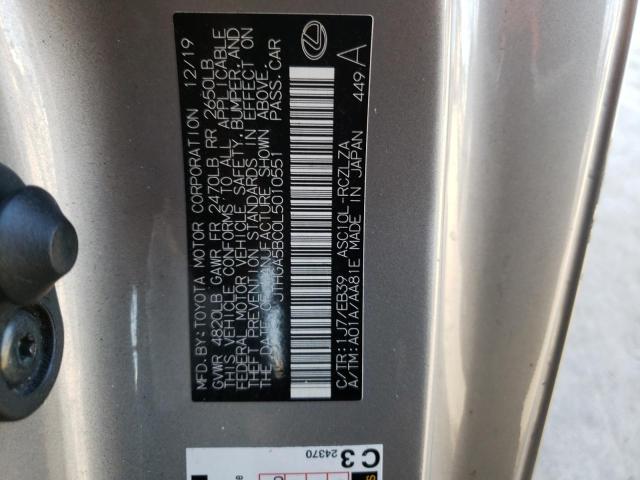 MFD.BY:TOYOTA MOTOR CORPORATION 12/19
GVWR 4820LB GAWR FR 2470LB RR 2650LB
THIS VEHICLE CONFORMS TO ALL APPLICABLE
FEDERAL MOTOR VEHICLE SAFETY, BUMPER, AND
THEFT PREVENTION STANDARDS IN EFFECT ON
THE DATE OF MANUFACTURE SHOWN ABOVE.
JTHGA5BC0L5010551 PASS. CAR
C/TR:1J7/EB39 ASC10L-RCZLZA
A/TM:A01A/AA81E MADE IN JAPAN 449 A
C3
24370